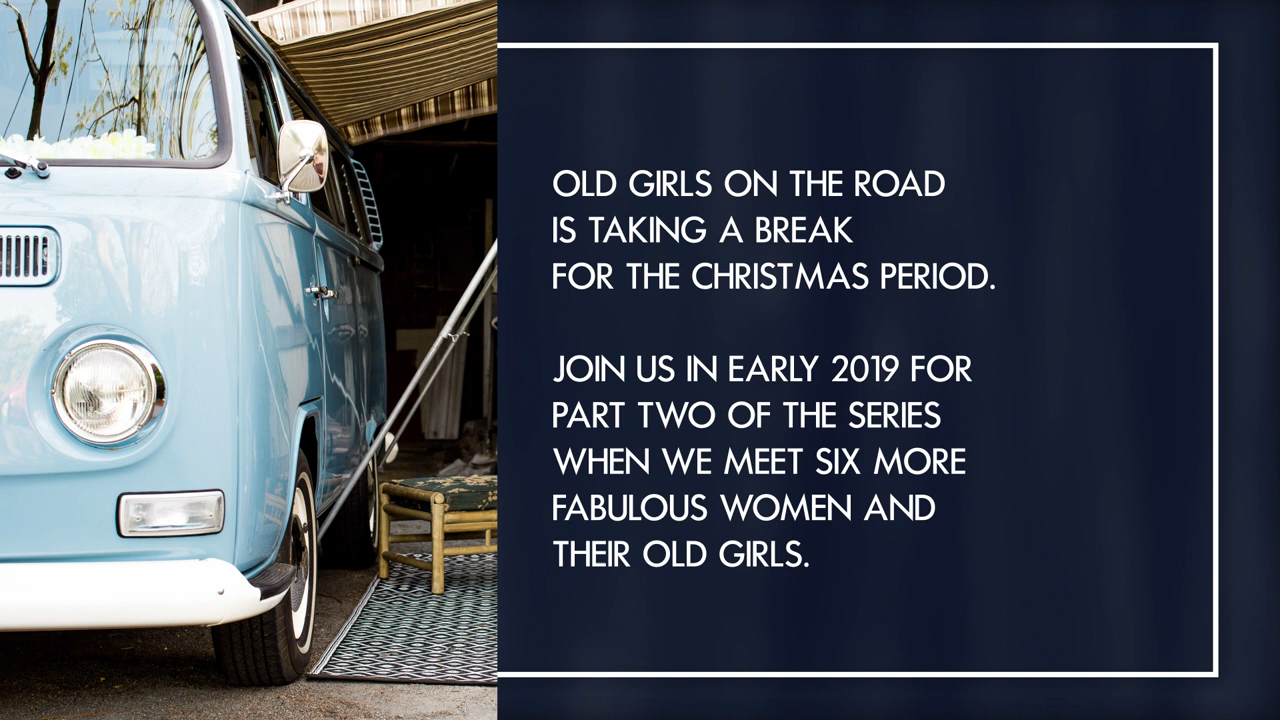 OLD GIRLS ON THE ROAD
IS TAKING A BREAK
FOR THE CHRISTMAS PERIOD.
JOIN US IN EARLY 2019 FOR
PART TWO OF THE SERIES
WHEN WE MEET SIX MORE
FABULOUS WOMEN AND
THEIR OLD GIRLS.